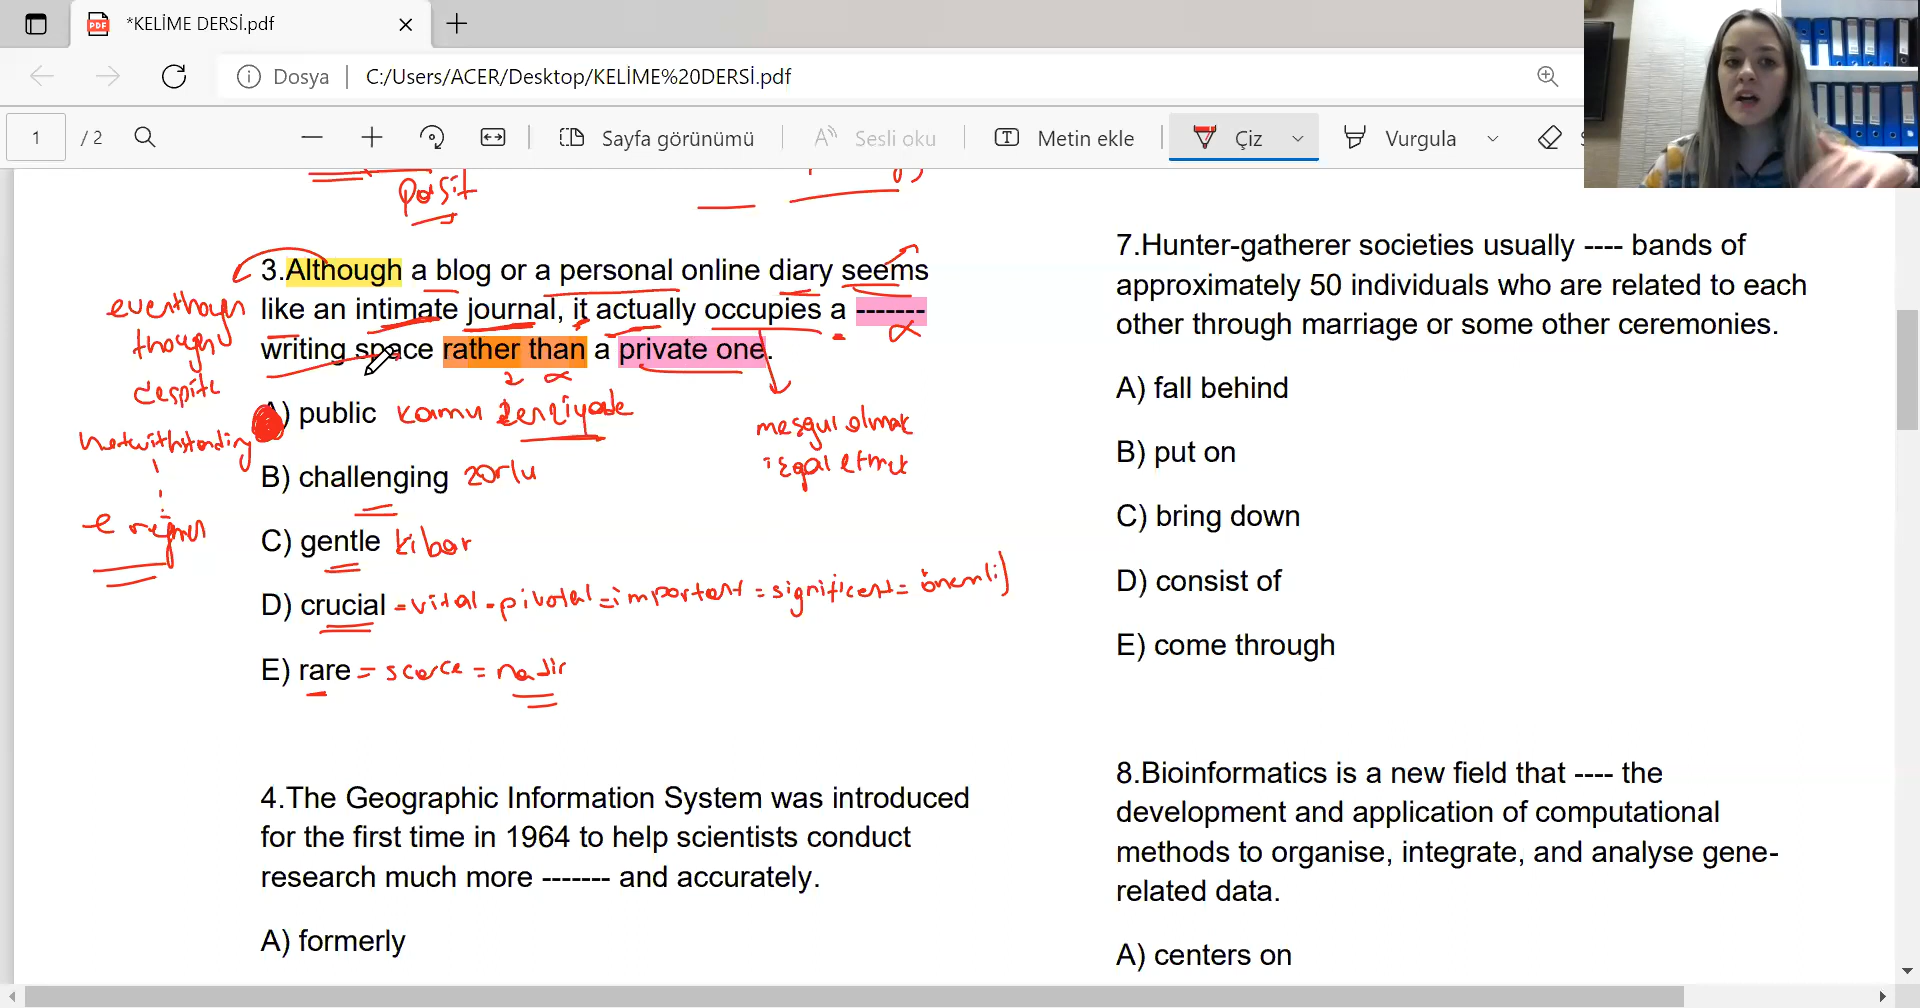 *KELİME DERSİ.pdf
Dosya
C:/Users/ACER/Desktop/KELİME%20DERSİ.pdf
1 / 2
Sayfa görünümü
Sesli oku
Metin ekle
Çiz
Vurgula
posit
3.Although a blog or a personal online diary seems
like an intimate journal, it actually occupies a -------
writing space rather than a private one.
eventhough
though
despite
notwithstanding
-e rağmen
A) public kamu
B) challenging zorlu
C) gentle kibar
D) crucial = vital = pivotal = important = significant = önemli
E) rare = scarce = nadir
meşgul olmak
işgal etmek
4.The Geographic Information System was introduced
for the first time in 1964 to help scientists conduct
research much more ------- and accurately.
A) formerly
7.Hunter-gatherer societies usually ---- bands of
approximately 50 individuals who are related to each
other through marriage or some other ceremonies.
A) fall behind
B) put on
C) bring down
D) consist of
E) come through
8.Bioinformatics is a new field that ---- the
development and application of computational
methods to organise, integrate, and analyse gene-
related data.
A) centers on